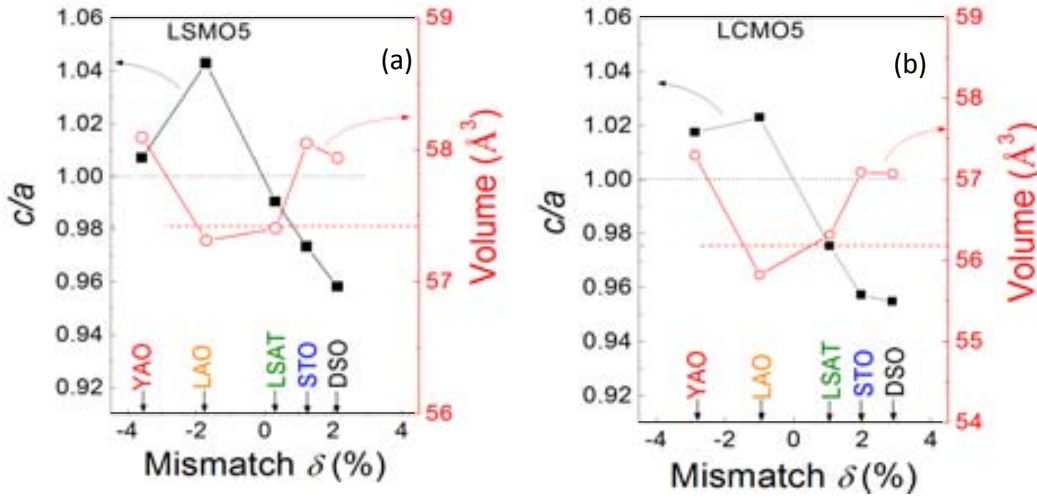 LSMO5
(a)
c/a
1.06
1.04
1.02
1.00
0.98
0.96
0.94
0.92
59
58
57
56
Volume (Å³)
YAO
LAO
LSAT
STO
DSO
-4
-2
0
2
4
Mismatch δ (%)
LCMO5
(b)
c/a
1.06
1.04
1.02
1.00
0.98
0.96
0.94
0.92
59
58
57
56
55
54
Volume (Å³)
YAO
LAO
LSAT
STO
DSO
-4
-2
0
2
4
Mismatch δ (%)